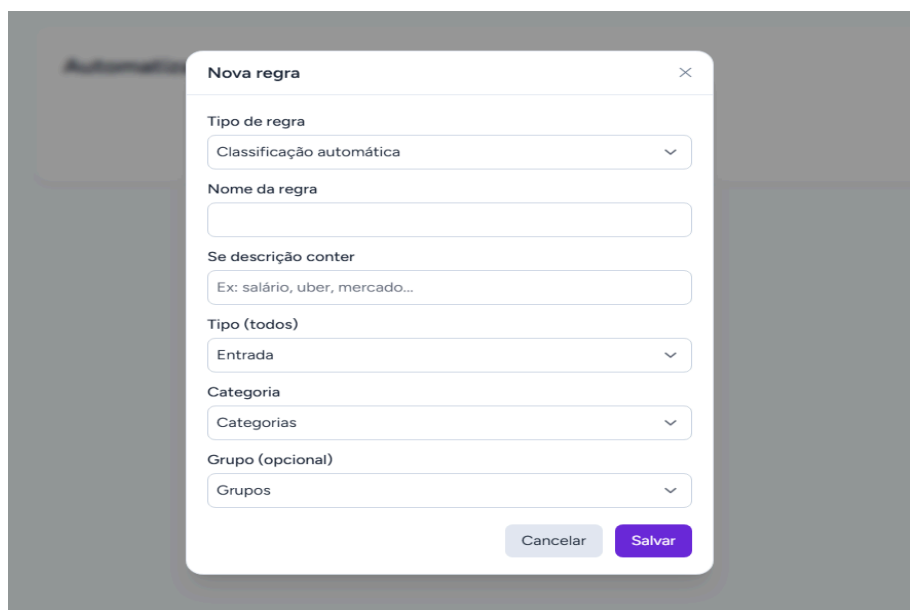 Nova regra
Tipo de regra
Classificação automática
Nome da regra
Se descrição conter
Ex: salário, uber, mercado...
Tipo (todos)
Entrada
Categoria
Categorias
Grupo (opcional)
Grupos
Cancelar
Salvar